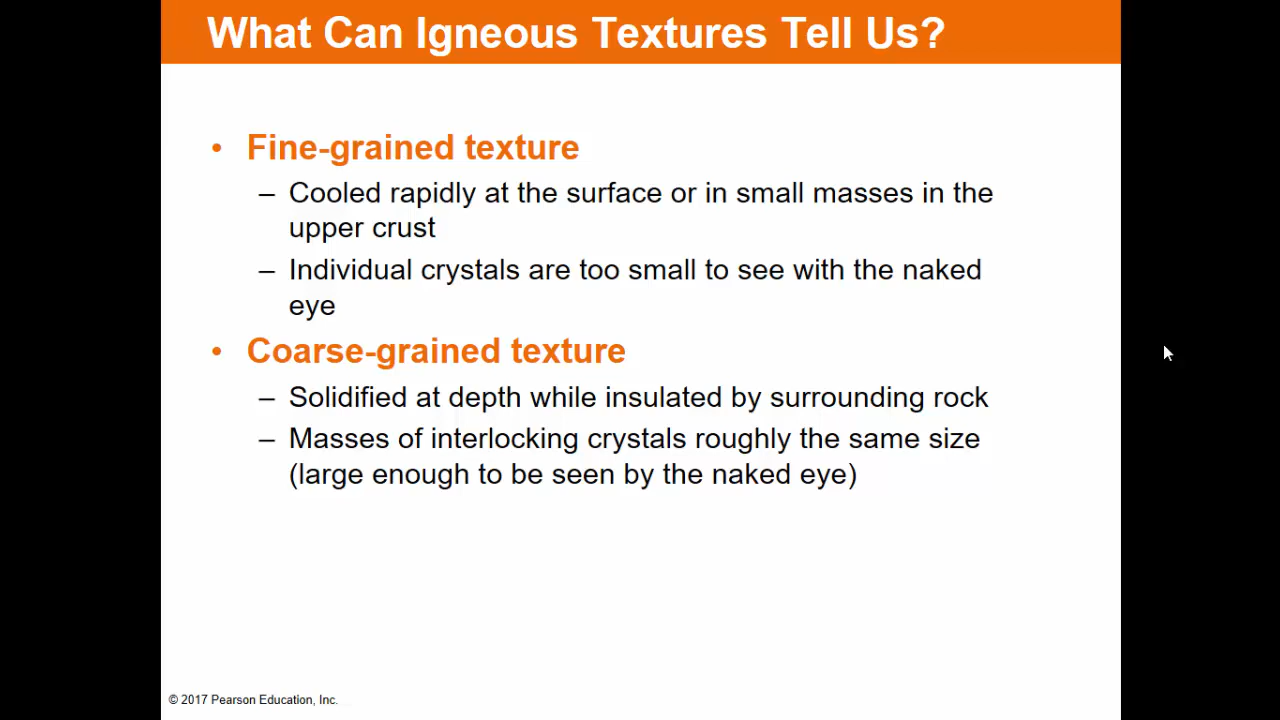 What Can Igneous Textures Tell Us?
• Fine-grained texture
– Cooled rapidly at the surface or in small masses in the
upper crust
– Individual crystals are too small to see with the naked
eye
• Coarse-grained texture
– Solidified at depth while insulated by surrounding rock
– Masses of interlocking crystals roughly the same size
(large enough to be seen by the naked eye)
© 2017 Pearson Education, Inc.